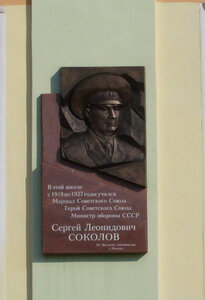 В этой школе
с 1918 по 1927 годы учился
Маршал Советского Союза
Герой Советского Союза
Министр обороны СССР
Сергей Леонидович
СОКОЛОВ